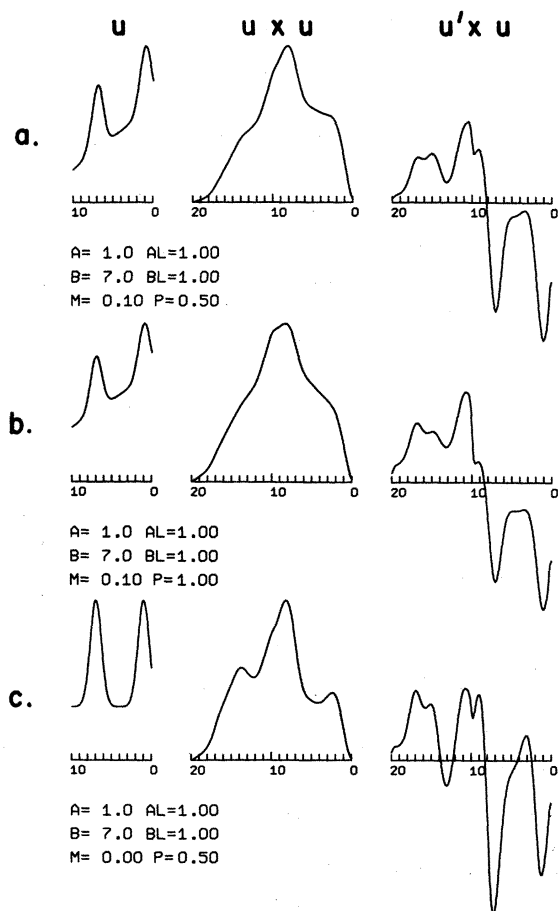 u u x u u'x u
a.
10 0 20 10 0 20 10 0
A= 1.0 AL=1.00
B= 7.0 BL=1.00
M= 0.10 P=0.50
b.
10 0 20 10 0 20 10 0
A= 1.0 AL=1.00
B= 7.0 BL=1.00
M= 0.10 P=1.00
c.
10 0 20 10 0 20 10 0
A= 1.0 AL=1.00
B= 7.0 BL=1.00
M= 0.00 P=0.50